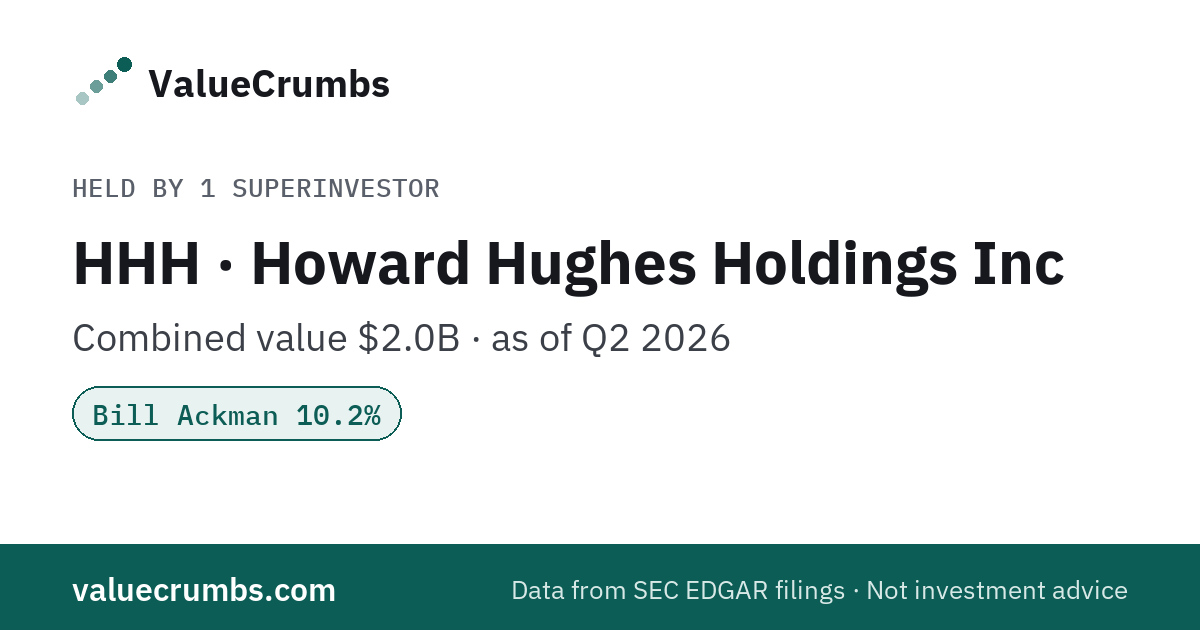 ValueCrumbs
HELD BY 1 SUPERINVESTOR
HHH · Howard Hughes Holdings Inc
Combined value $2.0B · as of Q2 2026
Bill Ackman 10.2%
valuecrumbs.com
Data from SEC EDGAR filings · Not investment advice